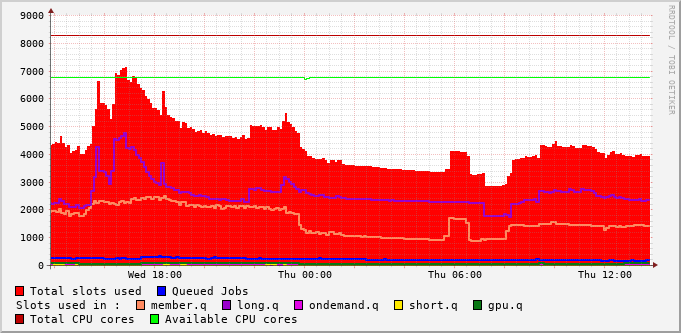 9000
8000
7000
6000
5000
4000
3000
2000
1000
0
Wed 18:00 Thu 00:00 Thu 06:00 Thu 12:00
Total slots used Queued Jobs
Slots used in : member.q long.q ondemand.q short.q gpu.q
Total CPU cores Available CPU cores
RRDTOOL / TOBI OETIKER